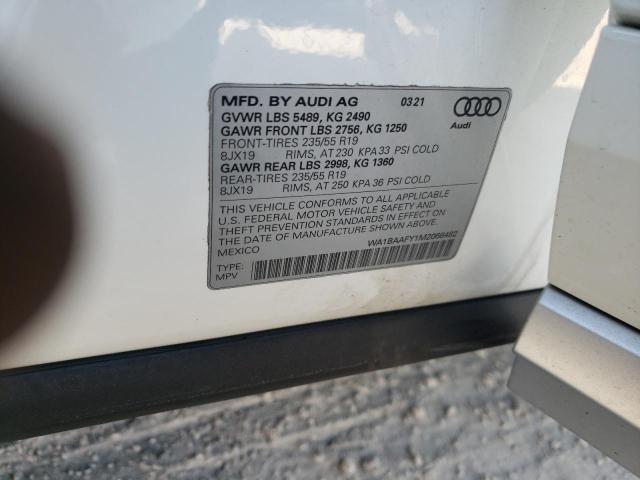 MFD. BY AUDI AG 03 21
GVWR LBS 5489, KG 2490
GAWR FRONT LBS 2756, KG 1250
FRONT-TIRES 235/55 R19
8JX19 RIMS, AT 230 KPA 33 PSI COLD
GAWR REAR LBS 2998, KG 1360
REAR-TIRES 235/55 R19
8JX19 RIMS, AT 250 KPA 36 PSI COLD
Audi
THIS VEHICLE CONFORMS TO ALL APPLICABLE
U.S. FEDERAL MOTOR VEHICLE SAFETY AND
THEFT PREVENTION STANDARDS IN EFFECT ON
THE DATE OF MANUFACTURE SHOWN ABOVE.
MEXICO
WA1BAAFY1M2068482
TYPE:
MPV